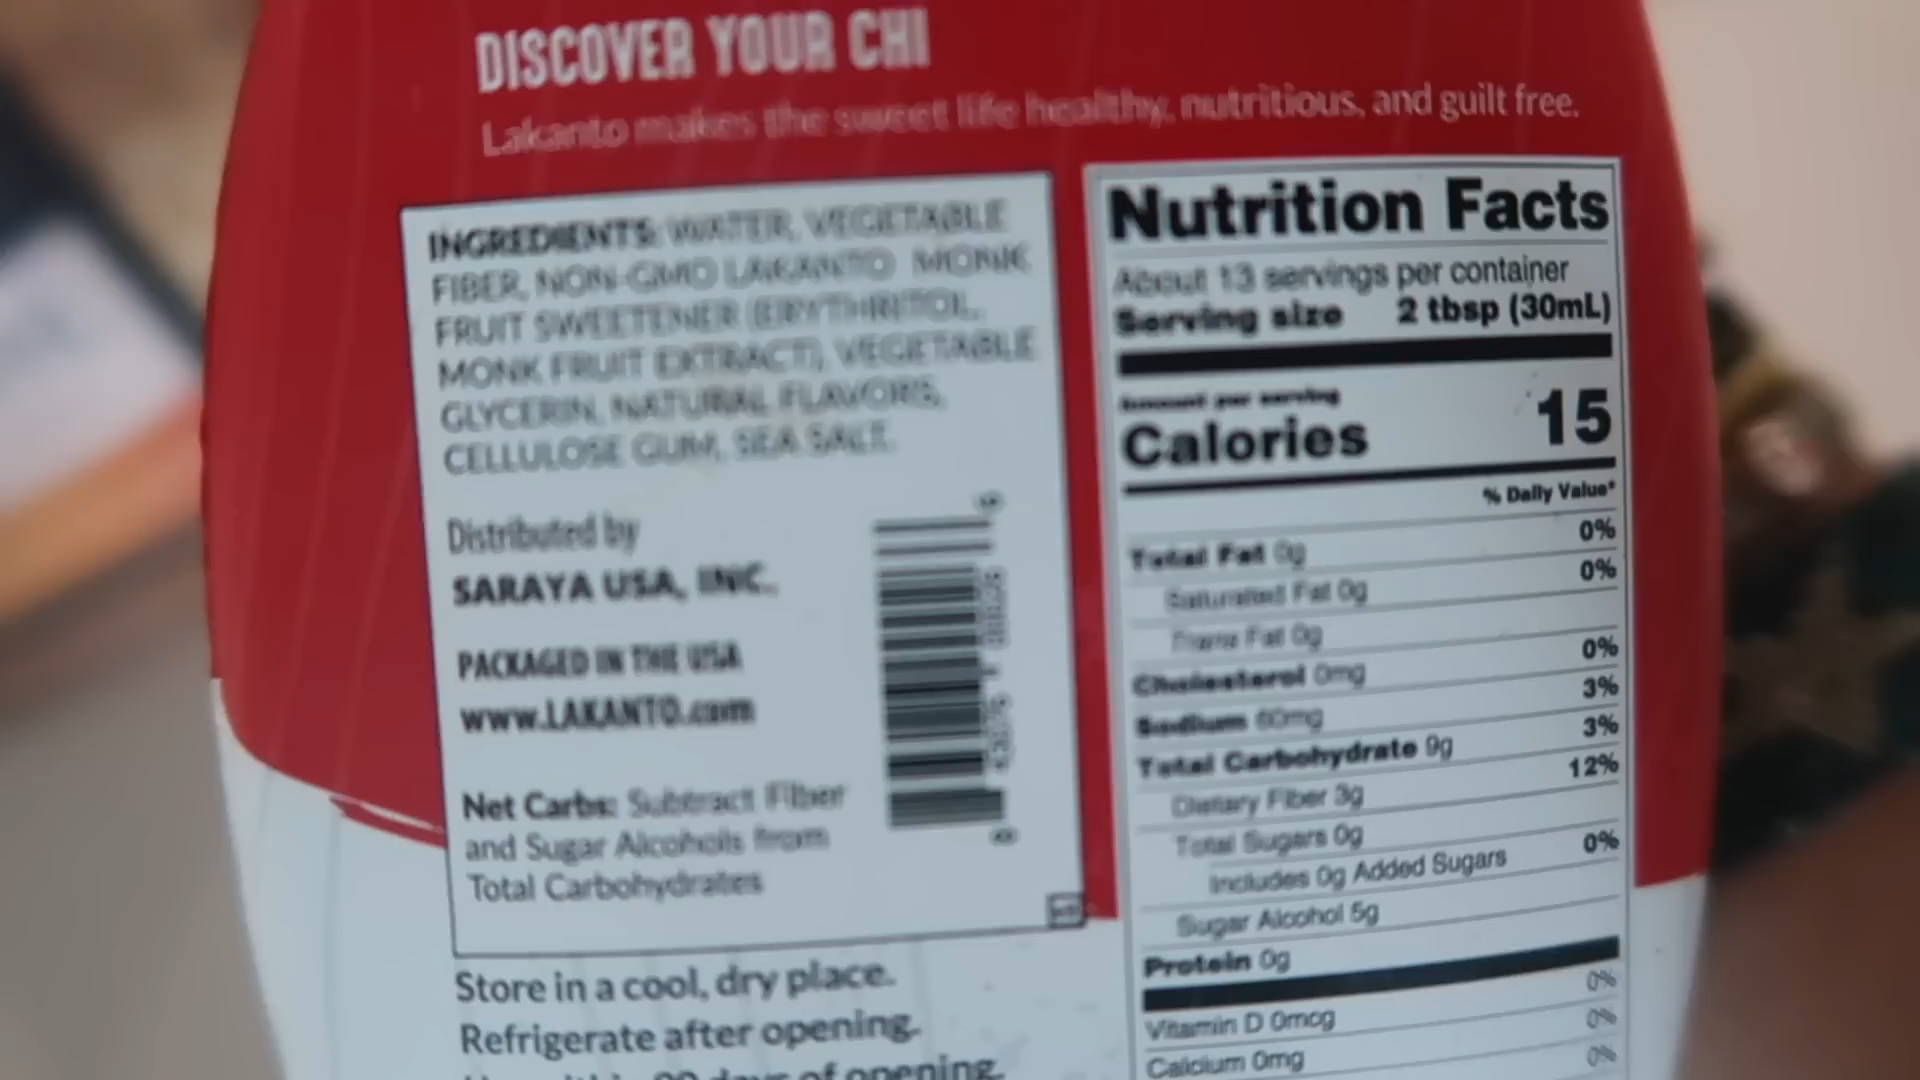 DISCOVER YOUR CHI
Lakanto makes the sweet life healthy, nutritious, and guilt free.
INGREDIENTS: WATER, VEGETABLE
FIBER, NON-GMO LAKANTO MONK
FRUIT SWEETENER (ERYTHRITOL,
MONK FRUIT EXTRACT), VEGETABLE
GLYCERIN, NATURAL FLAVORS,
CELLULOSE GUM, SEA SALT.
Distributed by
SARAYA USA, INC.
PACKAGED IN THE USA
www.LAKANTO.com
Net Carbs: Subtract Fiber
and Sugar Alcohols from
Total Carbohydrates
Store in a cool, dry place.
Refrigerate after opening.
days of opening.
Nutrition Facts
About 13 servings per container
Serving size 2 tbsp (30mL)
Amount per serving
Calories 15
% Daily Value*
Total Fat 0g 0%
Saturated Fat 0g 0%
Trans Fat 0g
Cholesterol 0mg 0%
Sodium 60mg 3%
Total Carbohydrate 9g 3%
Dietary Fiber 3g 12%
Total Sugars 0g
Includes 0g Added Sugars 0%
Sugar Alcohol 5g
Protein 0g
Vitamin D 0mcg 0%
Calcium 0mg 0%
0%